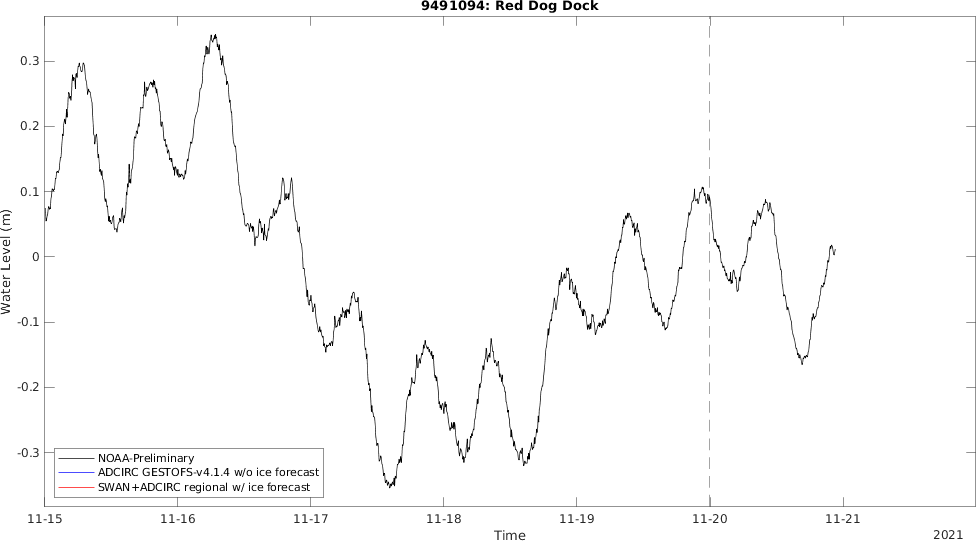 9491094: Red Dog Dock
0.3
0.2
0.1
0
-0.1
-0.2
-0.3
Water Level (m)
NOAA-Preliminary
ADCIRC GESTOFS-v4.1.4 w/o ice forecast
SWAN+ADCIRC regional w/ ice forecast
11-15 11-16 11-17 11-18 11-19 11-20 11-21
Time
2021